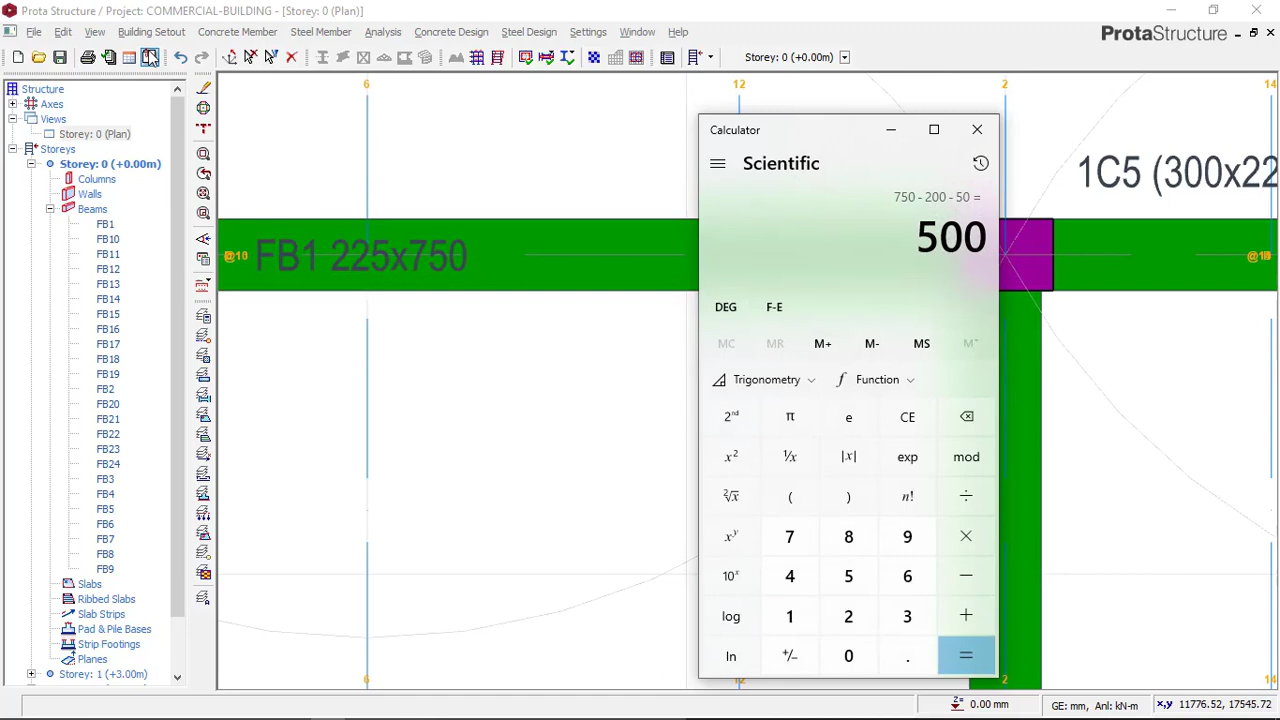 Prota Structure / Project: COMMERCIAL-BUILDING - [Storey: 0 (Plan)]
File Edit View Building Setout Concrete Member Steel Member Analysis Concrete Design Steel Design Settings Window Help
ProtaStructure
Storey: 0 (+0.00m)
Structure
Axes
Views
Storey: 0 (Plan)
Storeys
Storey: 0 (+0.00m)
Columns
Walls
Beams
FB1
FB10
FB11
FB12
FB13
FB14
FB15
FB16
FB17
FB18
FB19
FB2
FB20
FB21
FB22
FB23
FB24
FB3
FB4
FB5
FB6
FB7
FB8
FB9
Slabs
Ribbed Slabs
Slab Strips
Pad & Pile Bases
Strip Footings
Planes
Storey: 1 (+3.00m)
6 12 2 14
1C5 (300x22
FB1 225x750
6 12 2 14
Calculator
Scientific
750 - 200 - 50 =
500
DEG F-E
MC MR M+ M- MS M˅
Trigonometry f Function
2ⁿᵈ π e CE
x² ¹/x |x| exp mod
²√x ( ) n! ÷
xʸ 7 8 9 ×
10ˣ 4 5 6 −
log 1 2 3 +
ln +/− 0 . =
Z= 0.00 mm GE: mm, Anl: kN-m x,y 11776.52, 17545.72